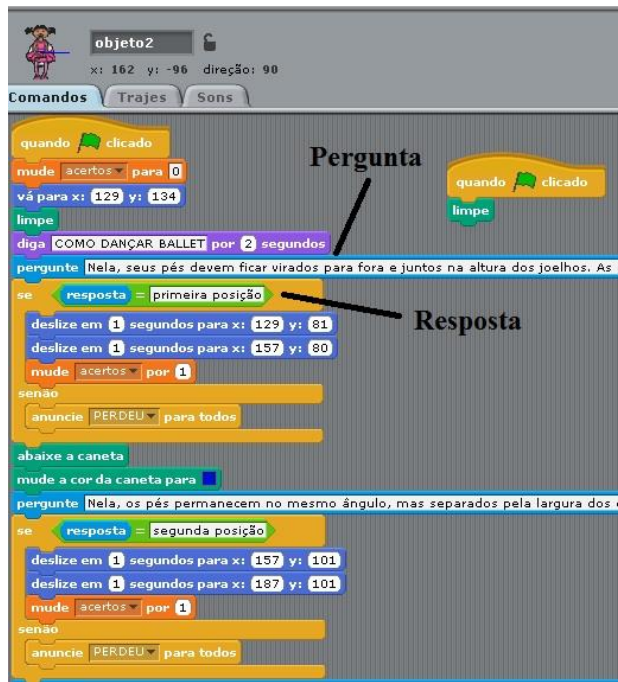 objeto2
x: 162 y: -96 direção: 90
Comandos Trajes Sons
quando clicado
mude acertos para 0
vá para x: 129 y: 134
limpe
diga COMO DANÇAR BALLET por 2 segundos
pergunte Nela, seus pés devem ficar virados para fora e juntos na altura dos joelhos. As
se resposta = primeira posição
deslize em 1 segundos para x: 129 y: 81
deslize em 1 segundos para x: 157 y: 80
mude acertos por 1
senão
anuncie PERDEU para todos
abaixe a caneta
mude a cor da caneta para
pergunte Nela, os pés permanecem no mesmo ângulo, mas separados pela largura dos
se resposta = segunda posição
deslize em 1 segundos para x: 157 y: 101
deslize em 1 segundos para x: 187 y: 101
mude acertos por 1
senão
anuncie PERDEU para todos
Pergunta
quando clicado
limpe
Resposta